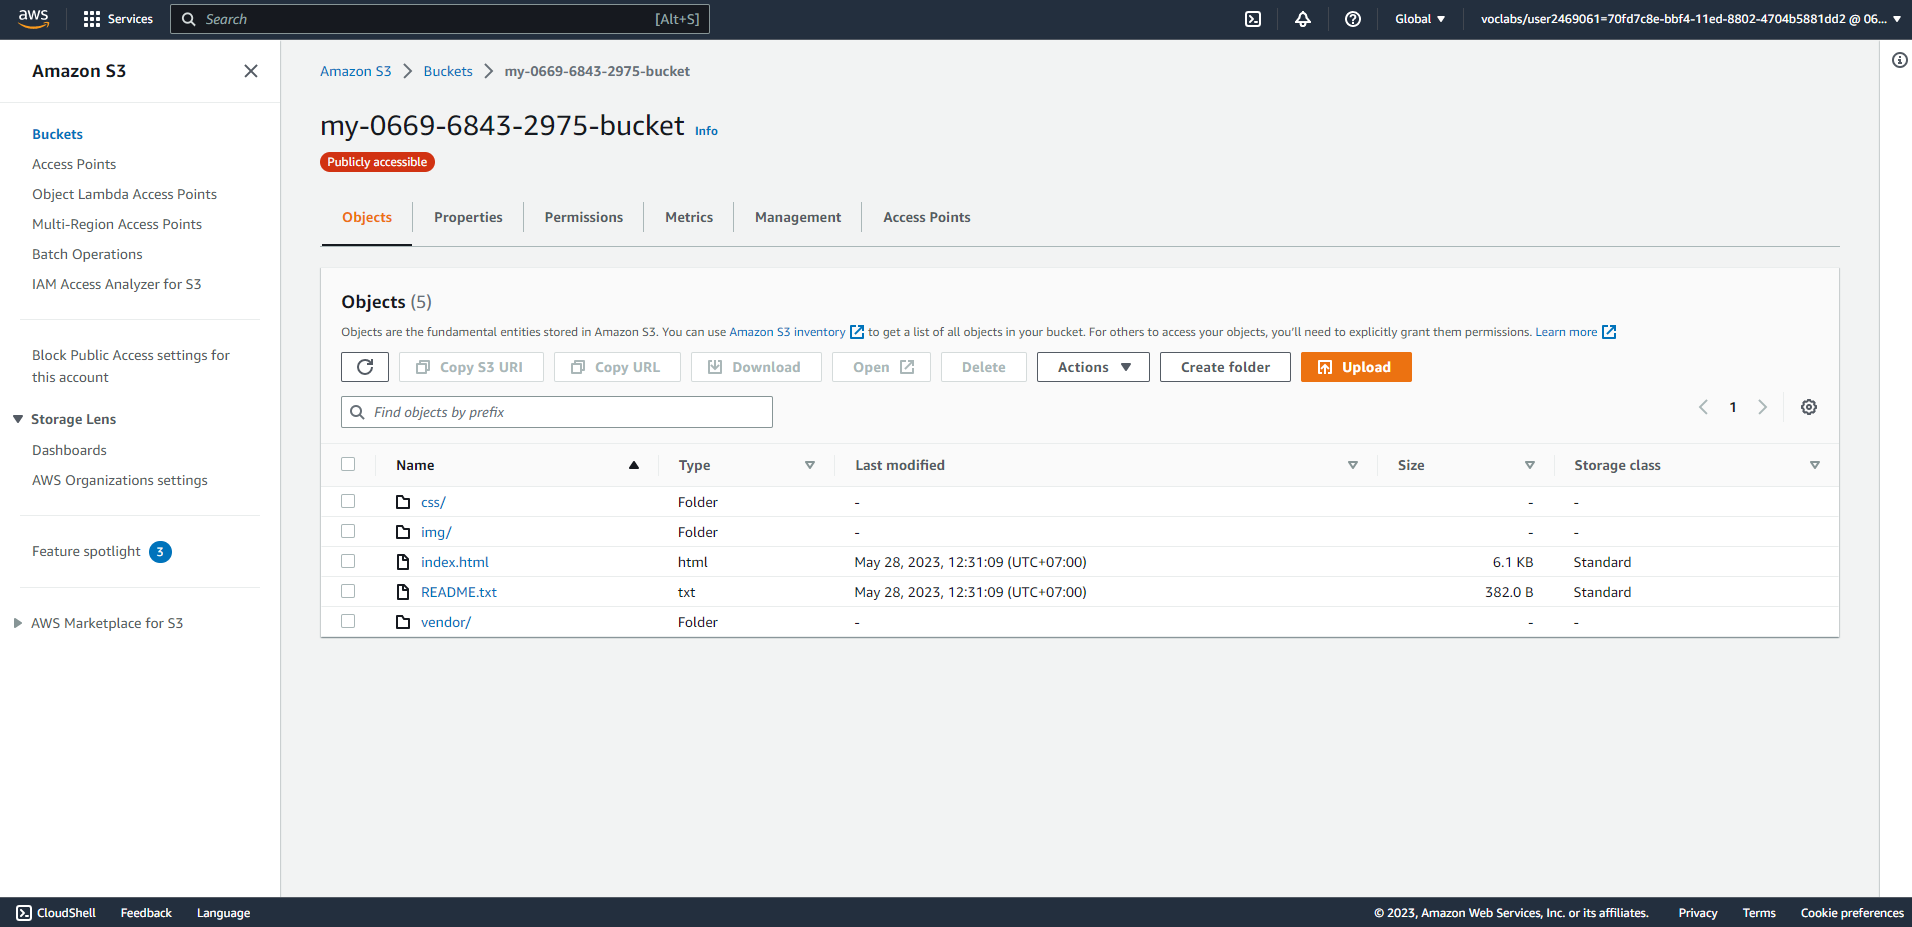 aws Services Search [Alt+S] Global voclabs/user2469061=70fd7c8e-bbf4-11ed-8802-4704b5881dd2 @ 06...
Amazon S3
Buckets
Access Points
Object Lambda Access Points
Multi-Region Access Points
Batch Operations
IAM Access Analyzer for S3
Block Public Access settings for
this account
Storage Lens
Dashboards
AWS Organizations settings
Feature spotlight 3
AWS Marketplace for S3
Amazon S3 Buckets my-0669-6843-2975-bucket
my-0669-6843-2975-bucket Info
Publicly accessible
Objects Properties Permissions Metrics Management Access Points
Objects (5)
Objects are the fundamental entities stored in Amazon S3. You can use Amazon S3 inventory to get a list of all objects in your bucket. For others to access your objects, you'll need to explicitly grant them permissions. Learn more
Copy S3 URI Copy URL Download Open Delete Actions Create folder Upload
Find objects by prefix 1
Name Type Last modified Size Storage class
css/ Folder - - -
img/ Folder - - -
index.html html May 28, 2023, 12:31:09 (UTC+07:00) 6.1 KB Standard
README.txt txt May 28, 2023, 12:31:09 (UTC+07:00) 382.0 B Standard
vendor/ Folder - - -
CloudShell Feedback Language © 2023, Amazon Web Services, Inc. or its affiliates. Privacy Terms Cookie preferences